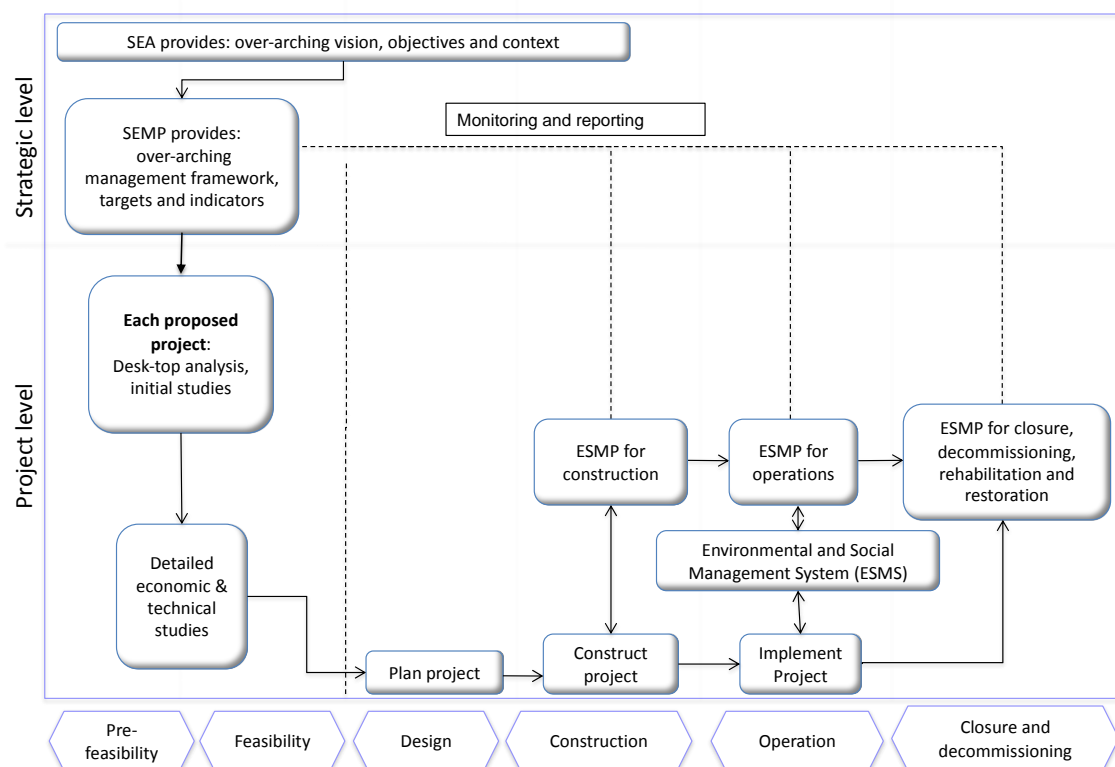 SEA provides: over-arching vision, objectives and context
Strategic level
Monitoring and reporting
SEMP provides:
over-arching
management framework,
targets and indicators
Project level
Each proposed
project:
Desk-top analysis,
initial studies
ESMP for
construction
ESMP for
operations
ESMP for closure,
decommissioning,
rehabilitation and
restoration
Detailed
economic &
technical
studies
Environmental and Social
Management System (ESMS)
Plan project
Construct
project
Implement
Project
Pre-
feasibility
Feasibility
Design
Construction
Operation
Closure and
decommissioning